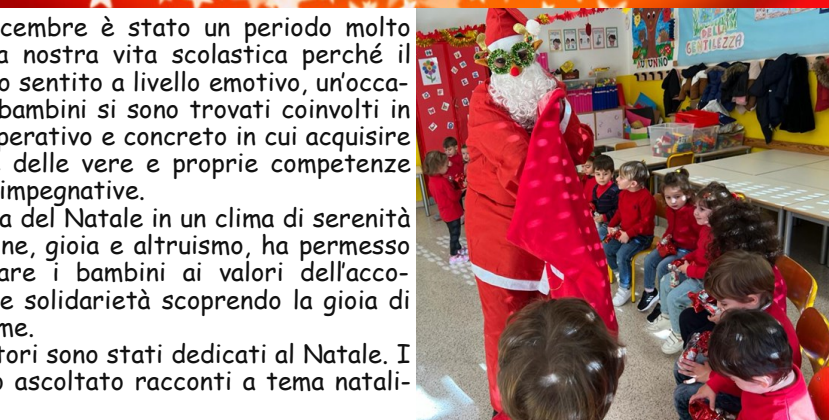 cembre è stato un periodo molto
a nostra vita scolastica perché il
o sentito a livello emotivo, un'occa-
bambini si sono trovati coinvolti in
perativo e concreto in cui acquisire
delle vere e proprie competenze
impegnative.
a del Natale in un clima di serenità
ne, gioia e altruismo, ha permesso
are i bambini ai valori dell'acco-
e solidarietà scoprendo la gioia di
me.
tori sono stati dedicati al Natale. I
o ascoltato racconti a tema natali-
AUTUNNO
DELLA
GENTILEZZA